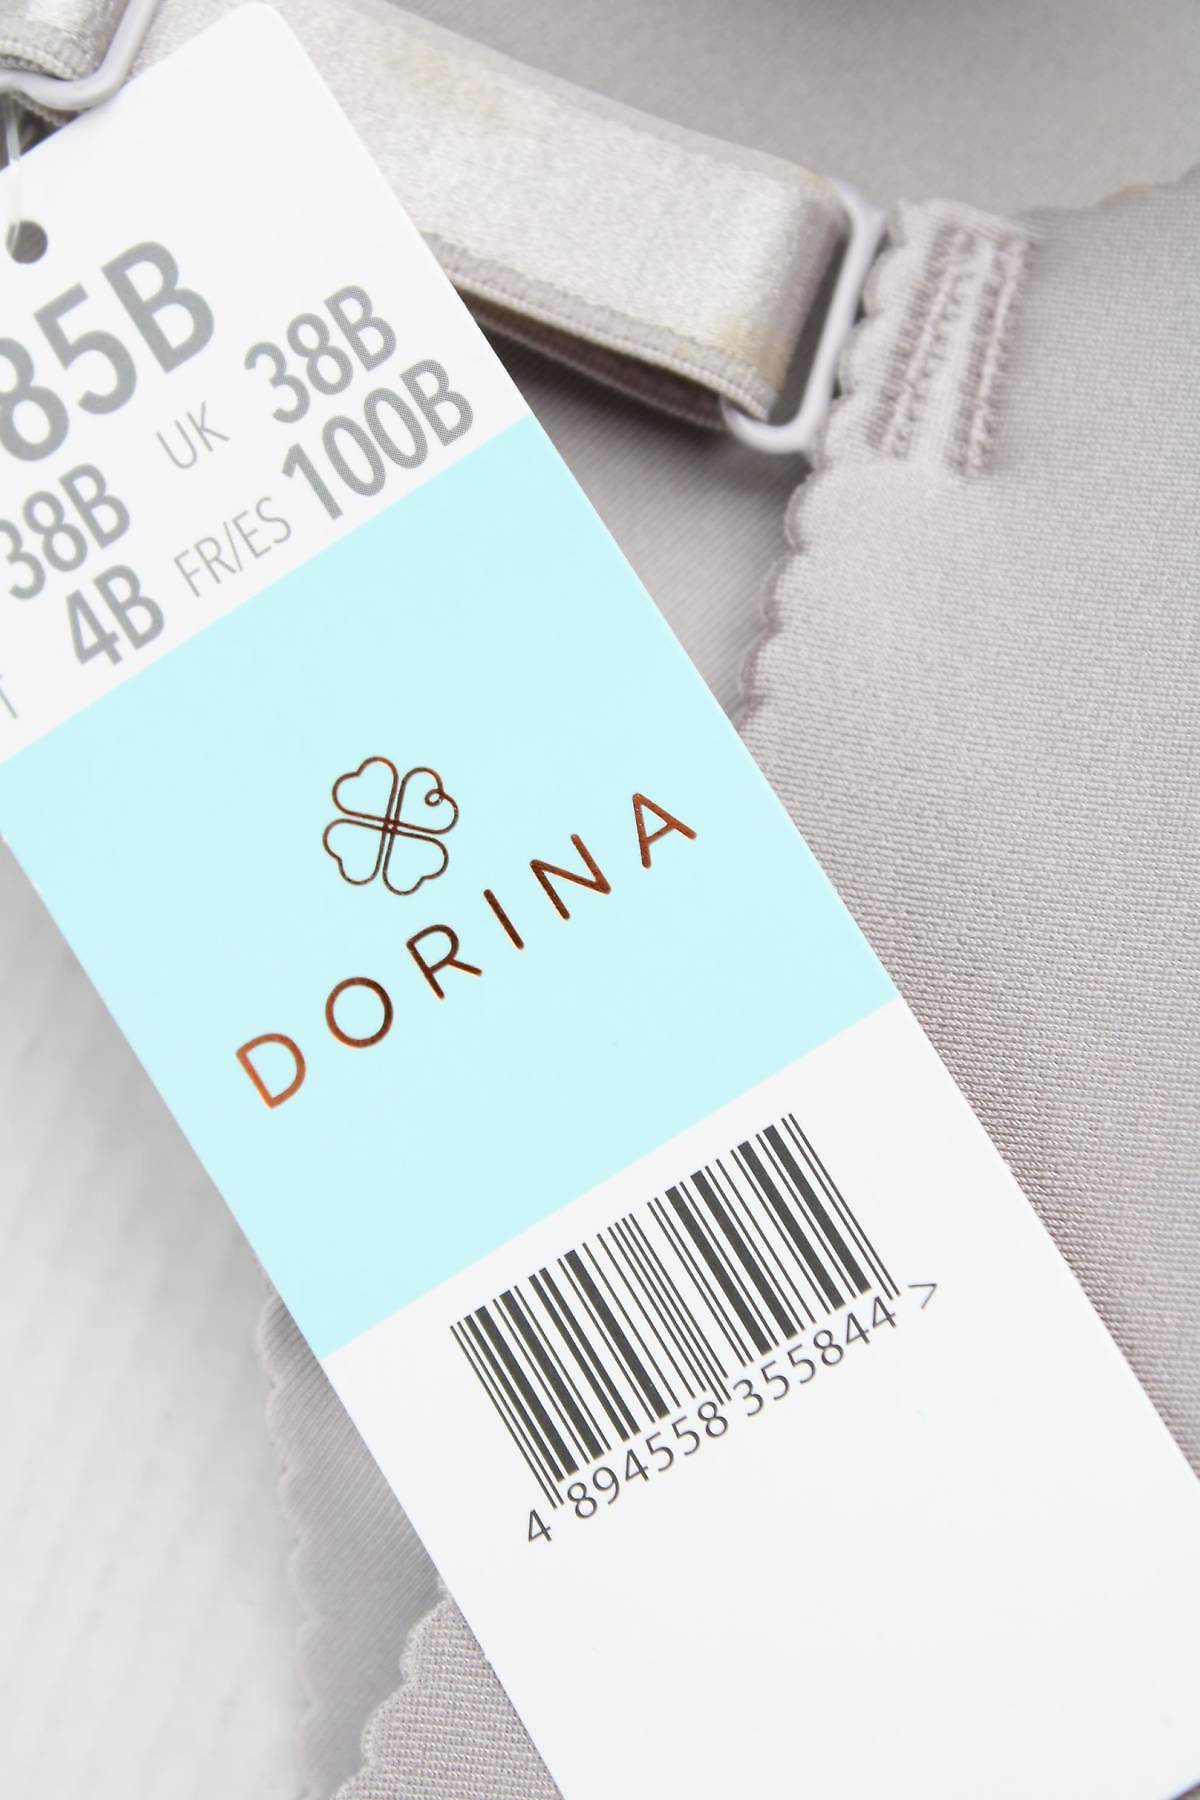 85B
38B UK 38B
4B FR/ES 100B
DORINA
4 894558 355844 >